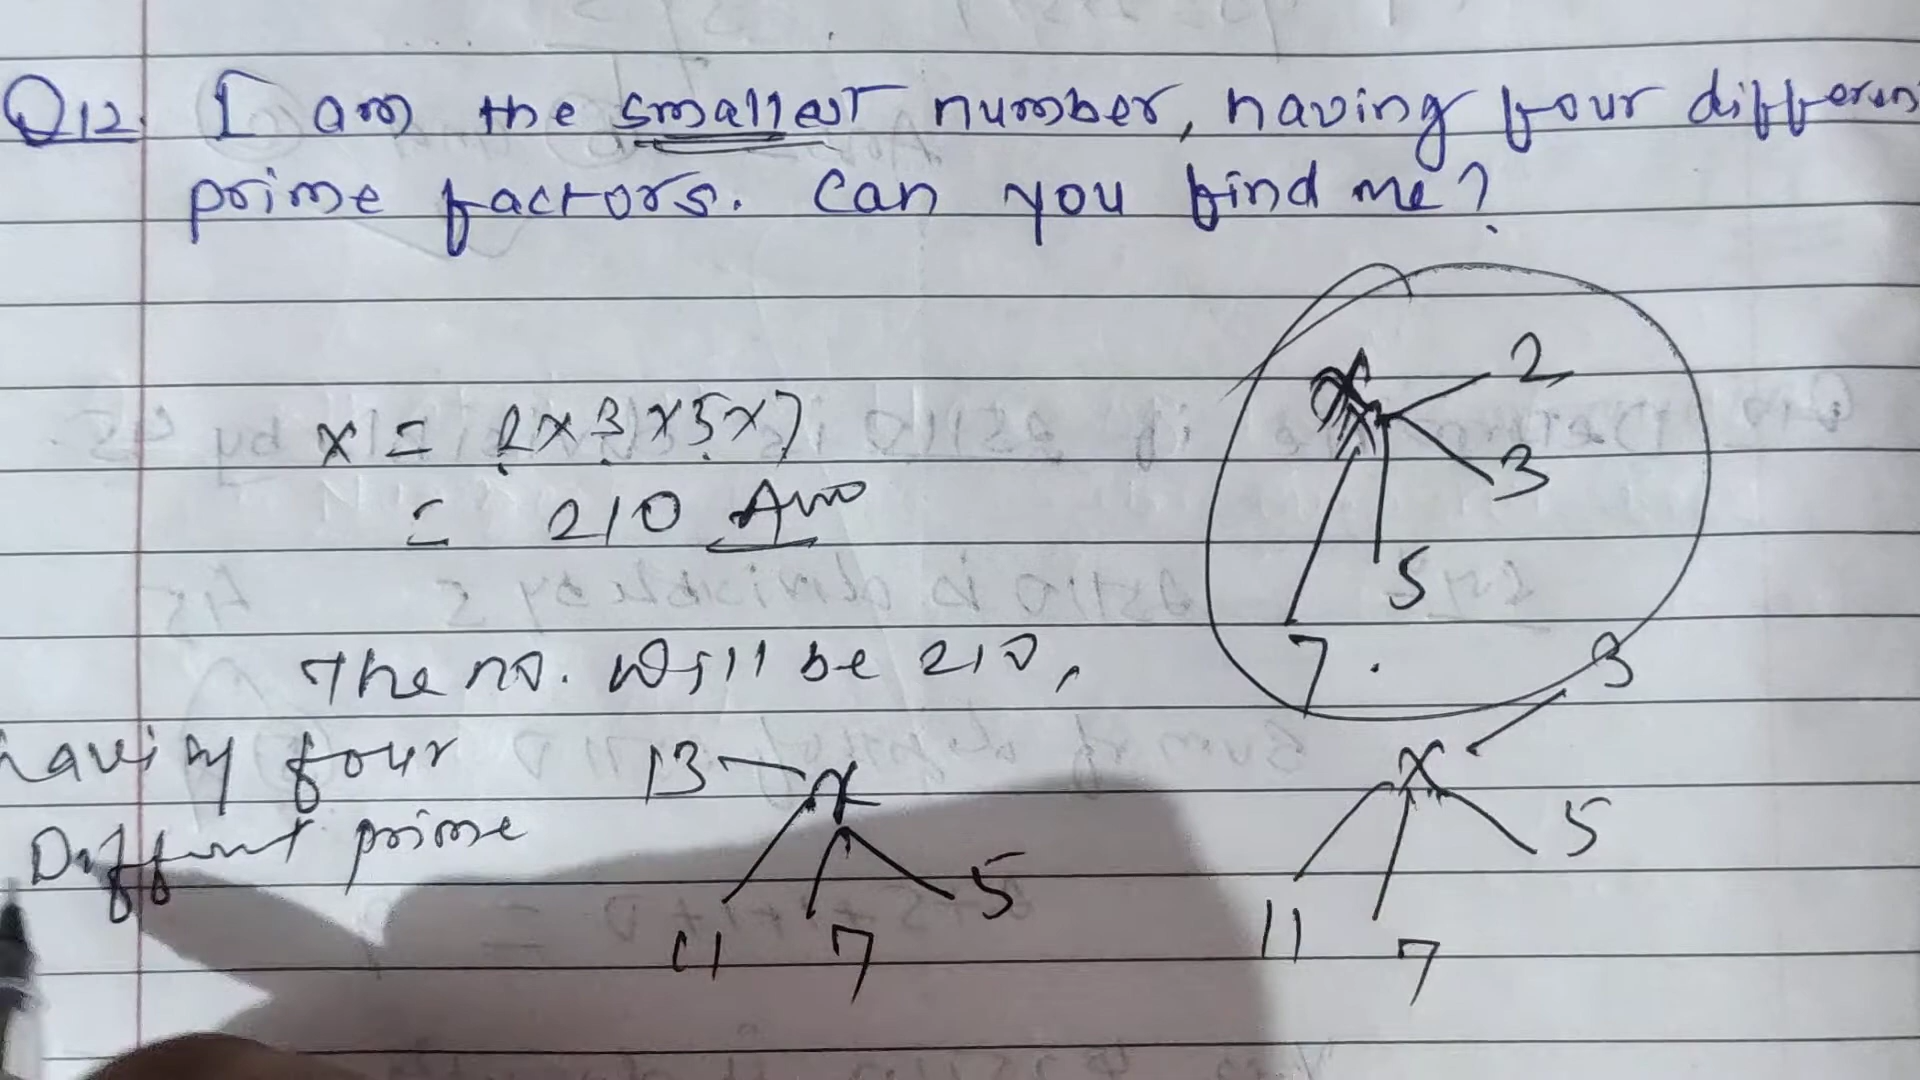 Q12. I am the smallest number, having four different
prime factors. Can you find me?
x = 2 x 3 x 5 x 7
= 210 Ans
The no. will be 210,
having four
Different prime
x
2
3
5
7.
13
x
11
7
5
3
x
11
7
5